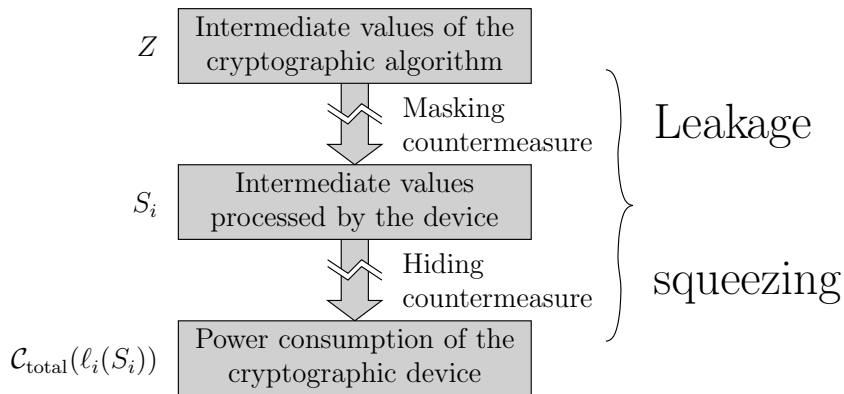 Z
Intermediate values of the
cryptographic algorithm
Masking
countermeasure
Leakage
S_i
Intermediate values
processed by the device
Hiding
countermeasure
squeezing
𝒞_total(ℓ_i(S_i))
Power consumption of the
cryptographic device